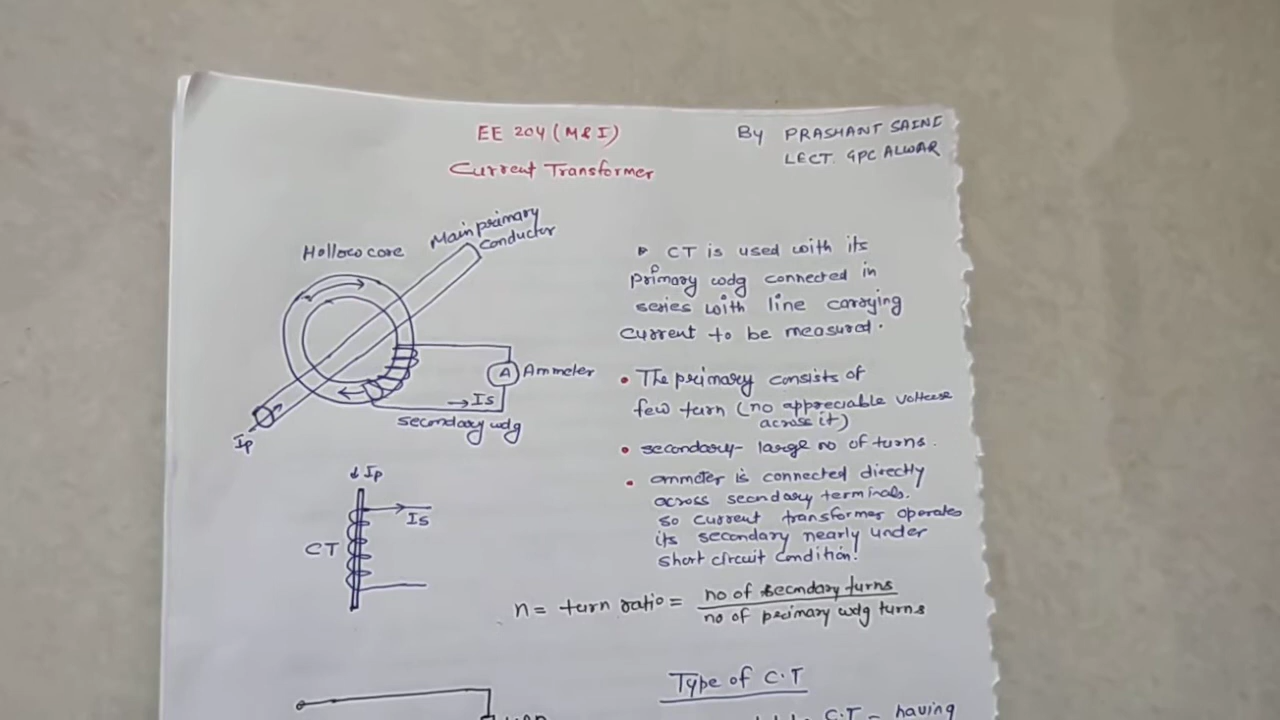 EE 204 (M & I)
Current Transformer
By PRASHANT SAINI
LECT. GPC ALWAR
Hollow core
Main primary
conductor
A
Ammeter
Is
secondary wdg
Ip
Ip
Is
CT
CT is used with its
primary wdg connected in
series with line carrying
current to be measured.
• The primary consists of
few turn (no appreciable voltage
across it)
• secondary- large no of turns.
• ammeter is connected directly
across secndary terminals.
so current transformer operates
its secondary nearly under
short circuit condition.
n = turn ratio = no of secondary turns
no of primary wdg turns
Type of C.T
C.T - having